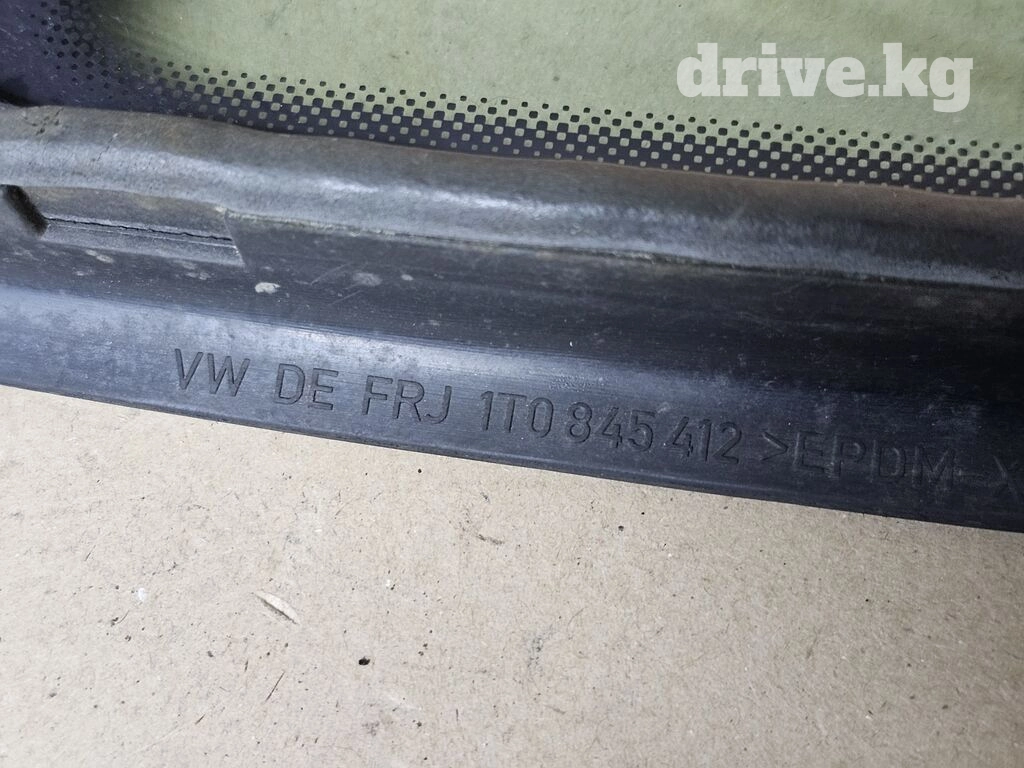 drive.kg
VW DE FRJ 1T0 845 412 >EPDM-X